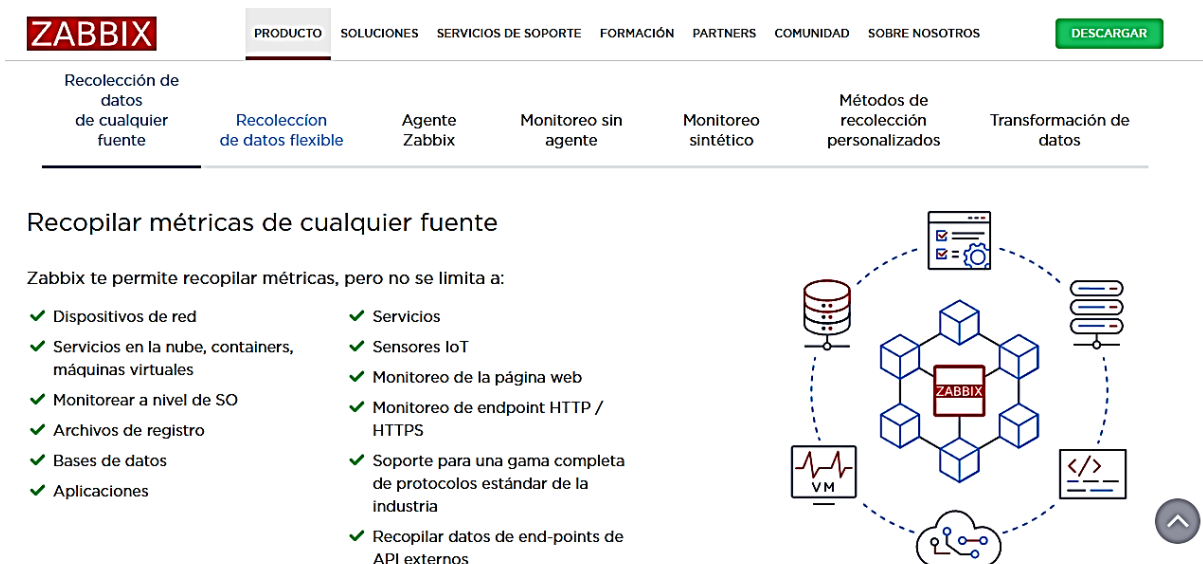 ZABBIX
PRODUCTO
SOLUCIONES
SERVICIOS DE SOPORTE
FORMACIÓN
PARTNERS
COMUNIDAD
SOBRE NOSOTROS
DESCARGAR
Recolección de
datos
de cualquier
fuente
Recoleccíon
de datos flexible
Agente
Zabbix
Monitoreo sin
agente
Monitoreo
sintético
Métodos de
recolección
personalizados
Transformación de
datos
Recopilar métricas de cualquier fuente
Zabbix te permite recopilar métricas, pero no se limita a:
Dispositivos de red
Servicios en la nube, containers,
máquinas virtuales
Monitorear a nivel de SO
Archivos de registro
Bases de datos
Aplicaciones
Servicios
Sensores IoT
Monitoreo de la página web
Monitoreo de endpoint HTTP /
HTTPS
Soporte para una gama completa
de protocolos estándar de la
industria
Recopilar datos de end-points de
API externos
ZABBIX
VM